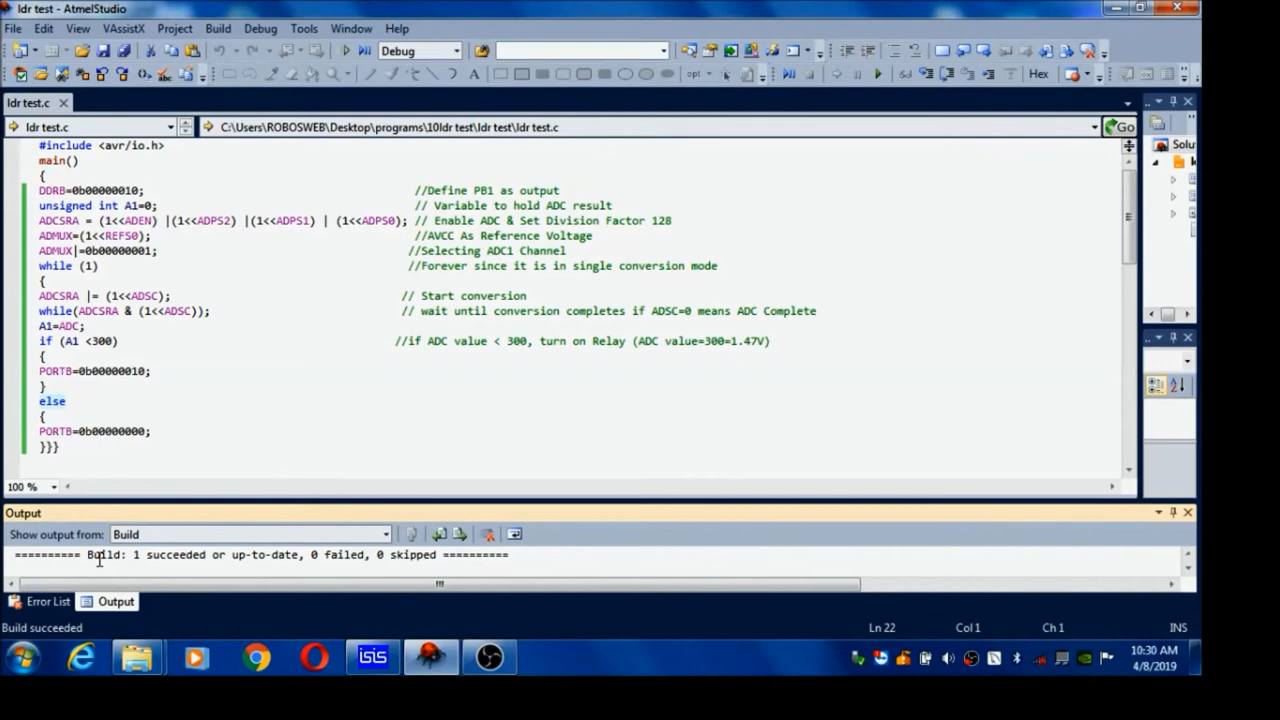 ldr test - AtmelStudio
File Edit View VAssistX Project Build Debug Tools Window Help
Debug
Hex
ldr test.c
ldr test.c C:\Users\ROBOSWEB\Desktop\programs\10ldr test\ldr test\ldr test.c Go
Solu
#include <avr/io.h>
main()
{
DDRB=0b00000010; //Define PB1 as output
unsigned int A1=0; // Variable to hold ADC result
ADCSRA = (1<<ADEN) |(1<<ADPS2) |(1<<ADPS1) | (1<<ADPS0); // Enable ADC & Set Division Factor 128
ADMUX=(1<<REFS0); //AVCC As Reference Voltage
ADMUX|=0b00000001; //Selecting ADC1 Channel
while (1) //Forever since it is in single conversion mode
{
ADCSRA |= (1<<ADSC); // Start conversion
while(ADCSRA & (1<<ADSC)); // wait until conversion completes if ADSC=0 means ADC Complete
A1=ADC;
if (A1 <300) //if ADC value < 300, turn on Relay (ADC value=300=1.47V)
{
PORTB=0b00000010;
}
else
{
PORTB=0b00000000;
}}}
100 %
Output
Show output from: Build
========== Build: 1 succeeded or up-to-date, 0 failed, 0 skipped ==========
Error List Output
Build succeeded Ln 22 Col 1 Ch 1 INS
isis
10:30 AM
4/8/2019